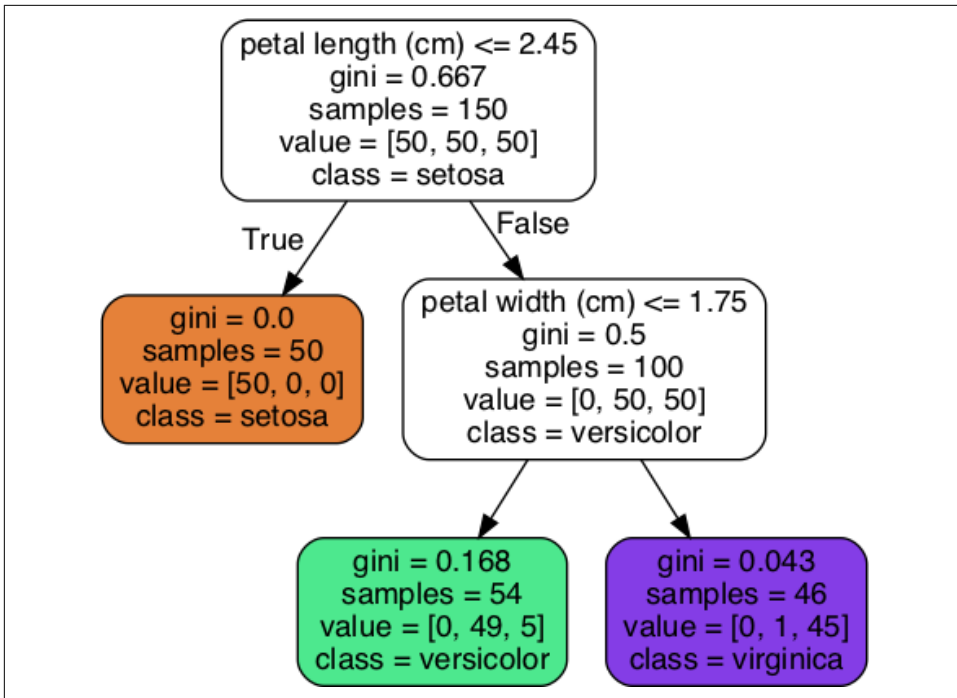 petal length (cm) <= 2.45
gini = 0.667
samples = 150
value = [50, 50, 50]
class = setosa
True
False
gini = 0.0
samples = 50
value = [50, 0, 0]
class = setosa
petal width (cm) <= 1.75
gini = 0.5
samples = 100
value = [0, 50, 50]
class = versicolor
gini = 0.168
samples = 54
value = [0, 49, 5]
class = versicolor
gini = 0.043
samples = 46
value = [0, 1, 45]
class = virginica